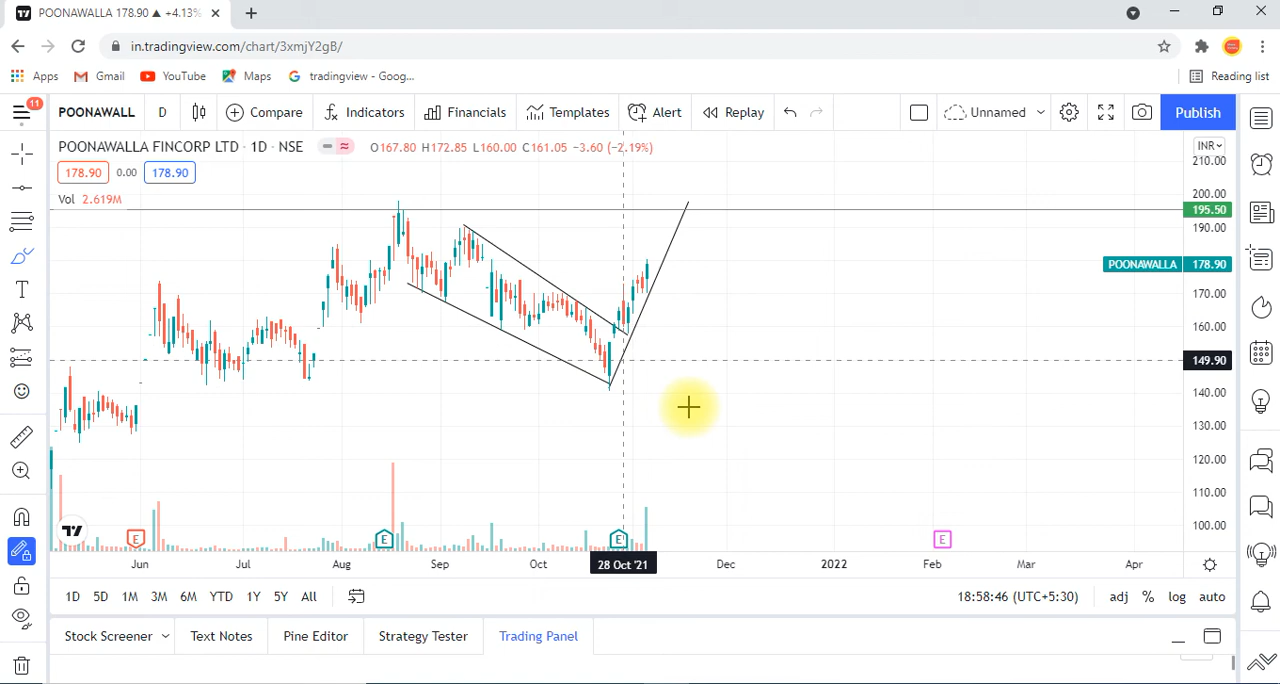 POONAWALLA 178.90 ▲ +4.13%
in.tradingview.com/chart/3xmjY2gB/
Apps Gmail YouTube Maps tradingview - Goog... Reading list
11 POONAWALL D Compare Indicators Financials Templates Alert Replay Unnamed Publish
POONAWALLA FINCORP LTD · 1D · NSE O167.80 H172.85 L160.00 C161.05 −3.60 (−2.19%) INR
178.90 0.00 178.90
Vol 2.619M
210.00
200.00
195.50
190.00
POONAWALLA 178.90
170.00
160.00
149.90
140.00
130.00
120.00
110.00
100.00
E E E E
Jun Jul Aug Sep Oct 28 Oct '21 Dec 2022 Feb Mar Apr
1D 5D 1M 3M 6M YTD 1Y 5Y All 18:58:46 (UTC+5:30) adj % log auto
Stock Screener Text Notes Pine Editor Strategy Tester Trading Panel